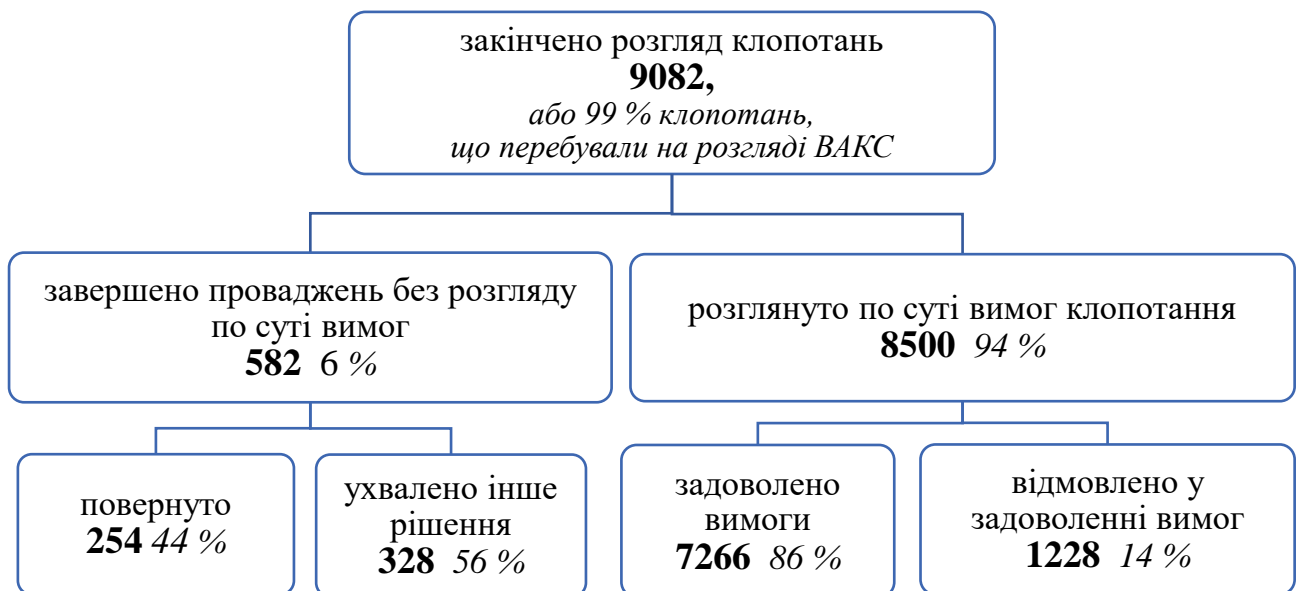 закінчено розгляд клопотань
9082,
або 99 % клопотань,
що перебували на розгляді ВАКС
завершено проваджень без розгляду
по суті вимог
582 6 %
розглянуто по суті вимог клопотання
8500 94 %
повернуто
254 44 %
ухвалено інше
рішення
328 56 %
задоволено
вимоги
7266 86 %
відмовлено у
задоволенні вимог
1228 14 %